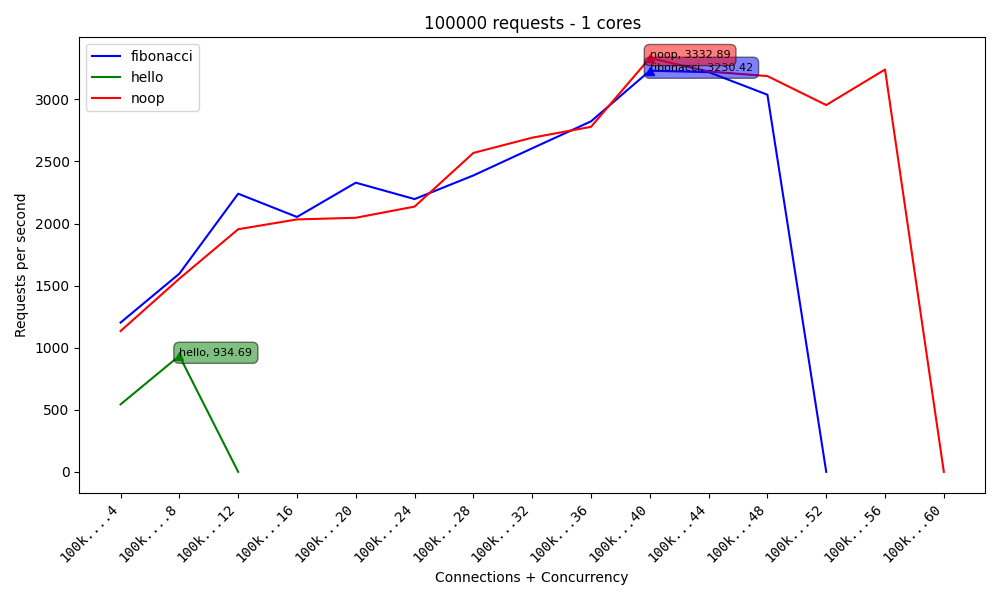 100000 requests - 1 cores
fibonacci
hello
noop
noop, 3332.89
fibonacci, 3230.42
hello, 934.69
Requests per second
3000
2500
2000
1500
1000
500
0
100k....4
100k....8
100k...12
100k...16
100k...20
100k...24
100k...28
100k...32
100k...36
100k...40
100k...44
100k...48
100k...52
100k...56
100k...60
Connections + Concurrency